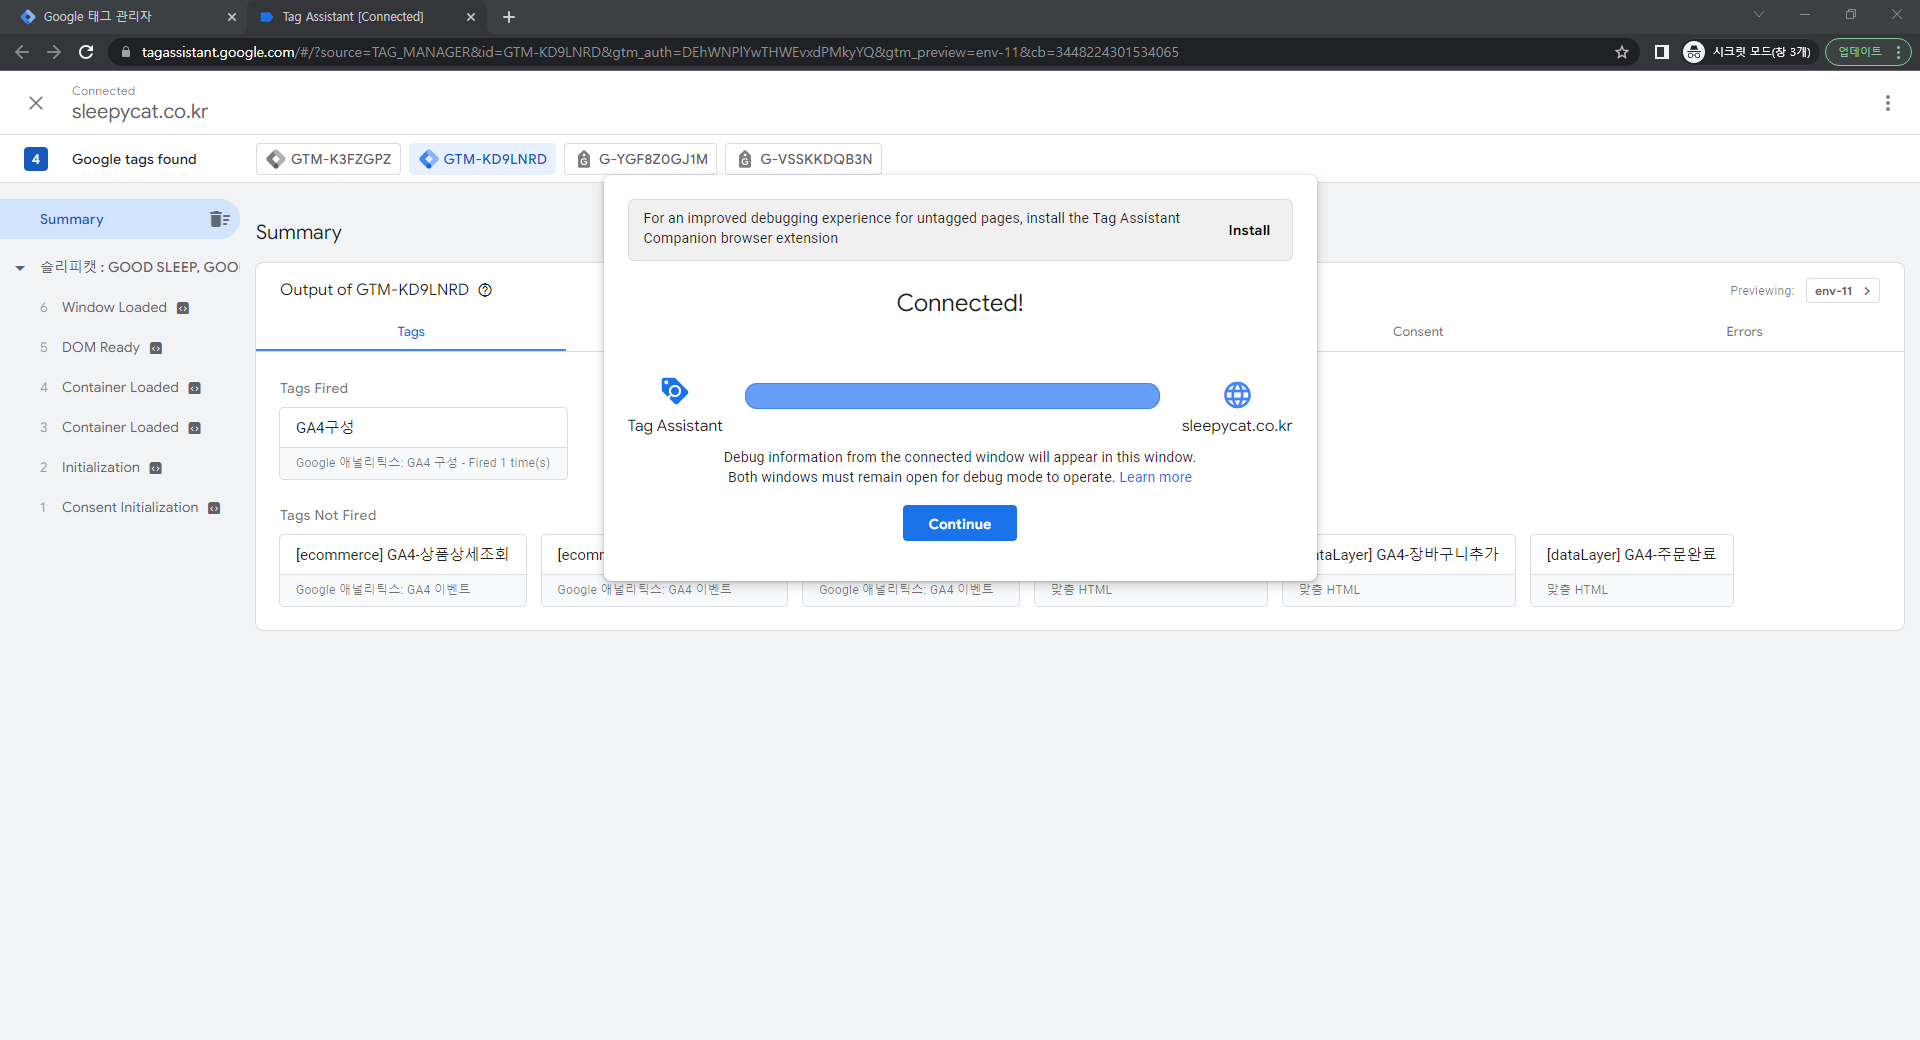 Google 태그 관리자
Tag Assistant [Connected]
tagassistant.google.com/#/?source=TAG_MANAGER&id=GTM-KD9LNRD&gtm_auth=DEhWNPlYwTHWEvxdPMkyYQ&gtm_preview=env-11&cb=3448224301534065
시크릿 모드(창 3개)
업데이트
Connected
sleepycat.co.kr
4
Google tags found
GTM-K3FZGPZ
GTM-KD9LNRD
G-YGF8Z0GJ1M
G-VSSKKDQB3N
Summary
슬리피캣 : GOOD SLEEP, GOO
6 Window Loaded
5 DOM Ready
4 Container Loaded
3 Container Loaded
2 Initialization
1 Consent Initialization
Summary
Output of GTM-KD9LNRD
Previewing:
env-11
Tags
Consent
Errors
Tags Fired
GA4구성
Google 애널리틱스: GA4 구성 - Fired 1 time(s)
Tags Not Fired
[ecommerce] GA4-상품상세조회
Google 애널리틱스: GA4 이벤트
[ecom
Google 애널리틱스: GA4 이벤트
Google 애널리틱스: GA4 이벤트
맞춤 HTML
taLayer] GA4-장바구니추가
맞춤 HTML
[dataLayer] GA4-주문완료
맞춤 HTML
For an improved debugging experience for untagged pages, install the Tag Assistant
Companion browser extension
Install
Connected!
Tag Assistant
sleepycat.co.kr
Debug information from the connected window will appear in this window.
Both windows must remain open for debug mode to operate. Learn more
Continue